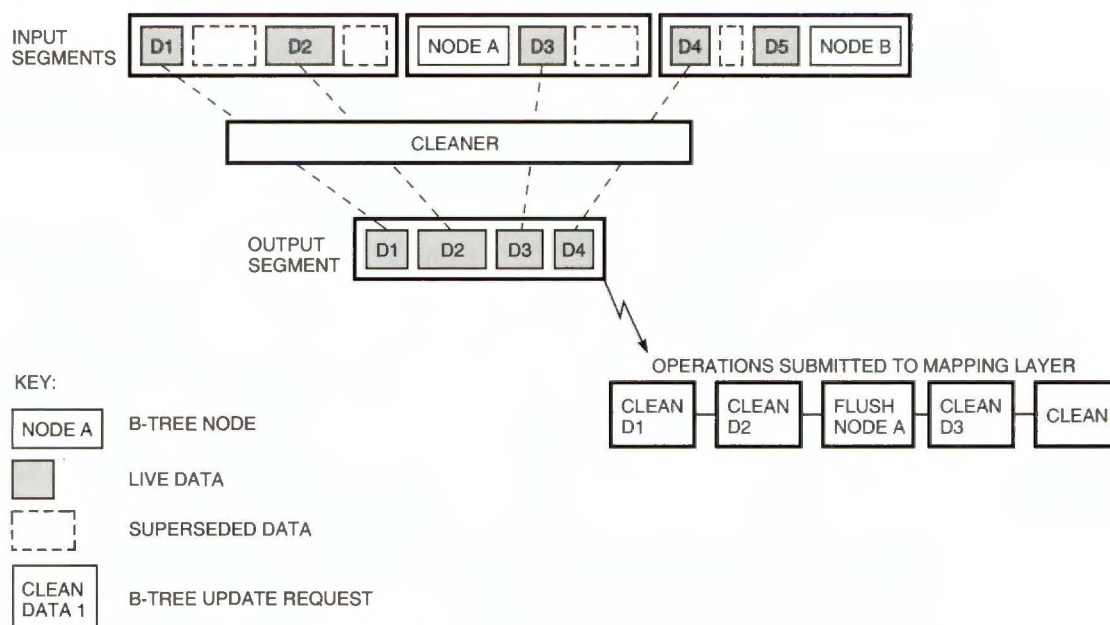 INPUT
SEGMENTS
D1
D2
NODE A
D3
D4
D5
NODE B
CLEANER
OUTPUT
SEGMENT
D1
D2
D3
D4
OPERATIONS SUBMITTED TO MAPPING LAYER
CLEAN
D1
CLEAN
D2
FLUSH
NODE A
CLEAN
D3
CLEAN
KEY:
NODE A
B-TREE NODE
LIVE DATA
SUPERSEDED DATA
CLEAN
DATA 1
B-TREE UPDATE REQUEST